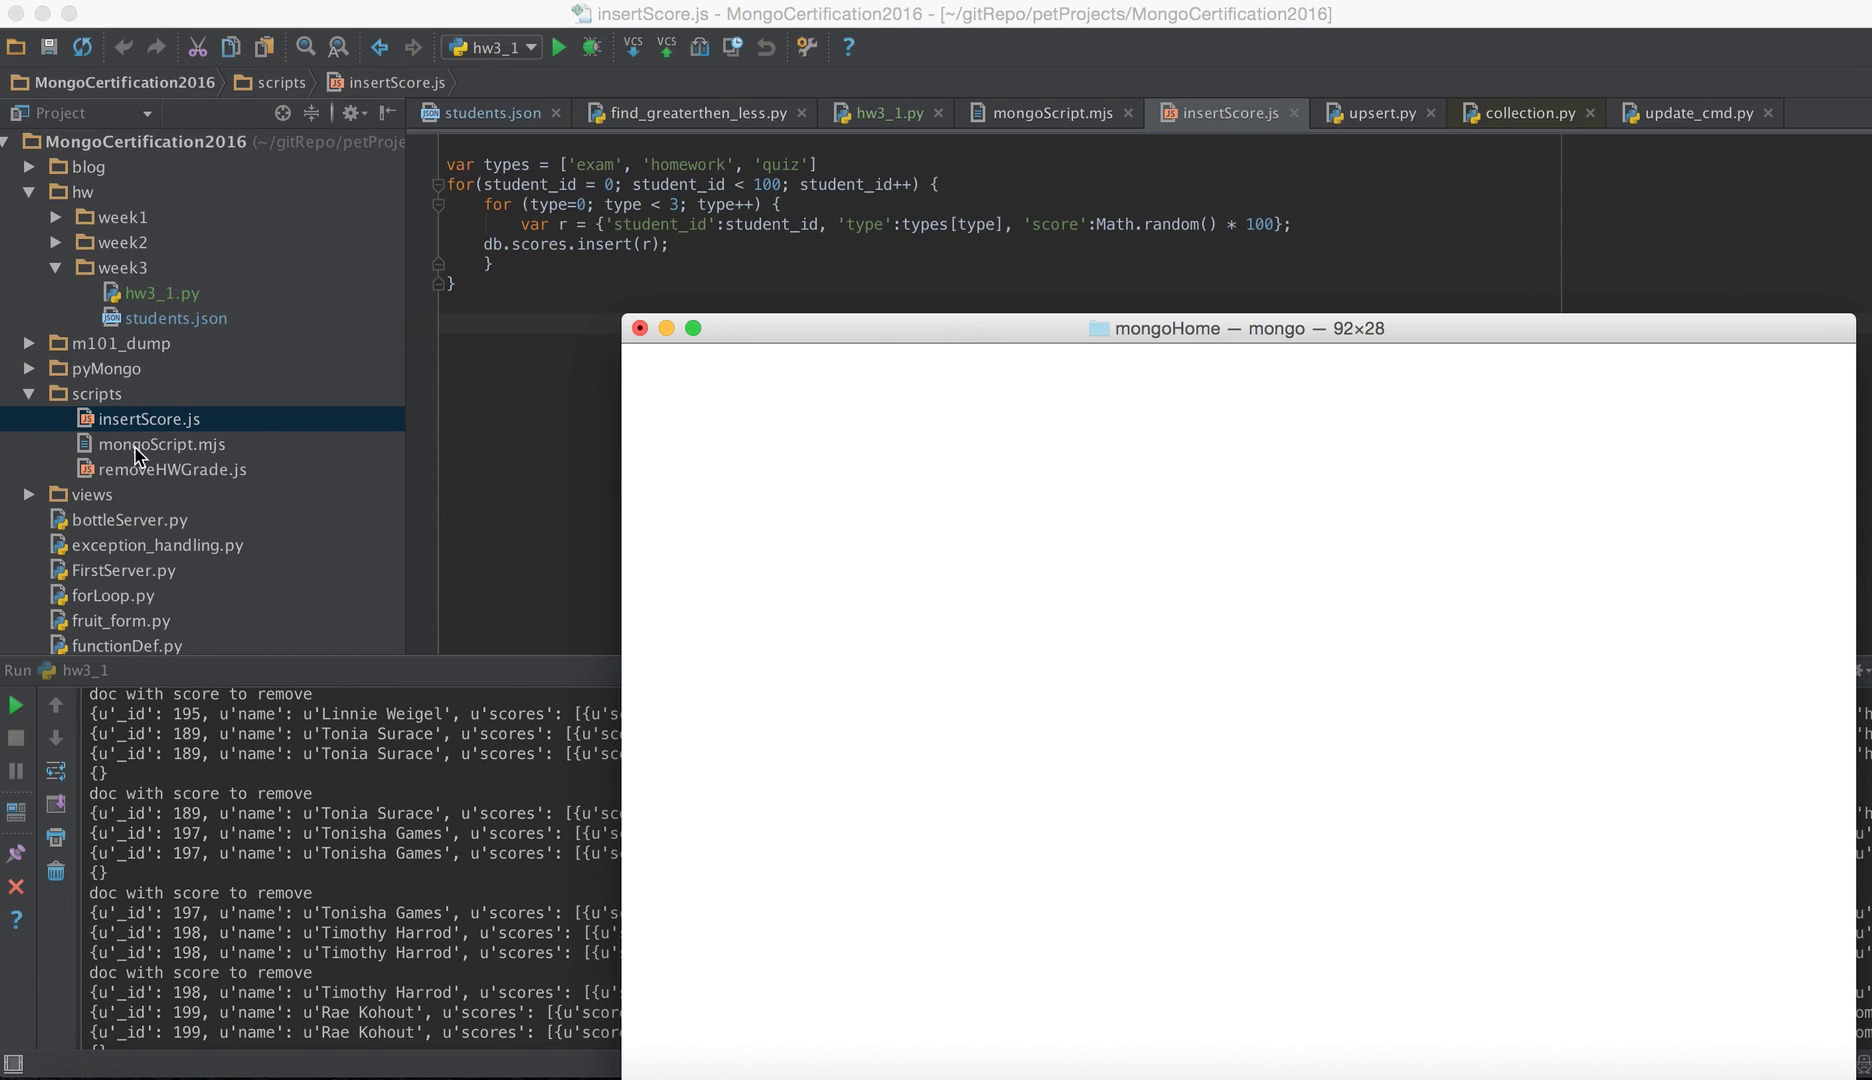 insertScore.js - MongoCertification2016 - [~/gitRepo/petProjects/MongoCertification2016]
hw3_1
VCS VCS
?
MongoCertification2016 scripts insertScore.js
Project
students.json find_greaterthen_less.py hw3_1.py mongoScript.mjs insertScore.js upsert.py collection.py update_cmd.py
MongoCertification2016 (~/gitRepo/petProje
blog
hw
week1
week2
week3
hw3_1.py
students.json
m101_dump
pyMongo
scripts
insertScore.js
mongoScript.mjs
removeHWGrade.js
views
bottleServer.py
exception_handling.py
FirstServer.py
forLoop.py
fruit_form.py
functionDef.py
var types = ['exam', 'homework', 'quiz']
for(student_id = 0; student_id < 100; student_id++) {
for (type=0; type < 3; type++) {
var r = {'student_id':student_id, 'type':types[type], 'score':Math.random() * 100};
db.scores.insert(r);
}
}
mongoHome — mongo — 92×28
Run hw3_1
doc with score to remove
{u'_id': 195, u'name': u'Linnie Weigel', u'scores': [{u'sc
{u'_id': 189, u'name': u'Tonia Surace', u'scores': [{u'sco
{u'_id': 189, u'name': u'Tonia Surace', u'scores': [{u'sco
{}
doc with score to remove
{u'_id': 189, u'name': u'Tonia Surace', u'scores': [{u'sco
{u'_id': 197, u'name': u'Tonisha Games', u'scores': [{u'sc
{u'_id': 197, u'name': u'Tonisha Games', u'scores': [{u'sc
{}
doc with score to remove
{u'_id': 197, u'name': u'Tonisha Games', u'scores': [{u'sc
{u'_id': 198, u'name': u'Timothy Harrod', u'scores': [{u's
{u'_id': 198, u'name': u'Timothy Harrod', u'scores': [{u's
doc with score to remove
{u'_id': 198, u'name': u'Timothy Harrod', u'scores': [{u's
{u'_id': 199, u'name': u'Rae Kohout', u'scores': [{u'score
{u'_id': 199, u'name': u'Rae Kohout', u'scores': [{u'score